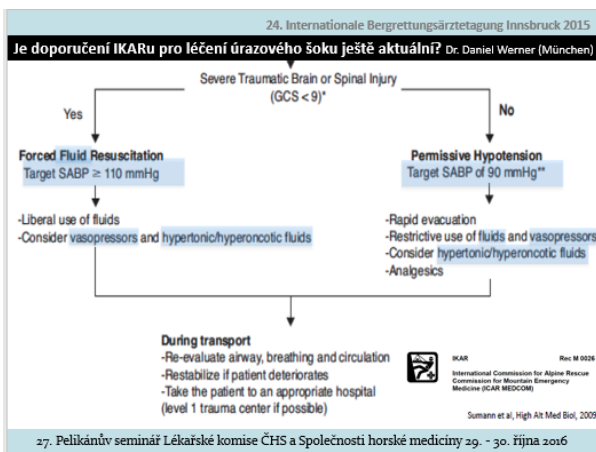 24. Internationale Bergrettungsärztetagung Innsbruck 2015
Je doporučení IKARu pro léčení úrazového šoku ještě aktuální? Dr. Daniel Werner (München)
Severe Traumatic Brain or Spinal Injury
(GCS < 9)*
Yes
No
Forced Fluid Resuscitation
Target SABP ≥ 110 mmHg
-Liberal use of fluids
-Consider vasopressors and hypertonic/hyperoncotic fluids
Permissive Hypotension
Target SABP of 90 mmHg**
-Rapid evacuation
-Restrictive use of fluids and vasopressors
-Consider hypertonic/hyperoncotic fluids
-Analgesics
During transport
-Re-evaluate airway, breathing and circulation
-Restabilize if patient deteriorates
-Take the patient to an appropriate hospital
(level 1 trauma center if possible)
IKAR Rec M 0026
International Commission for Alpine Rescue
Commission for Mountain Emergency
Medicine (ICAR MEDCOM)
Sumann et al, High Alt Med Biol, 2009
27. Pelikánův seminář Lékařské komise ČHS a Společnosti horské medicíny 29. - 30. října 2016